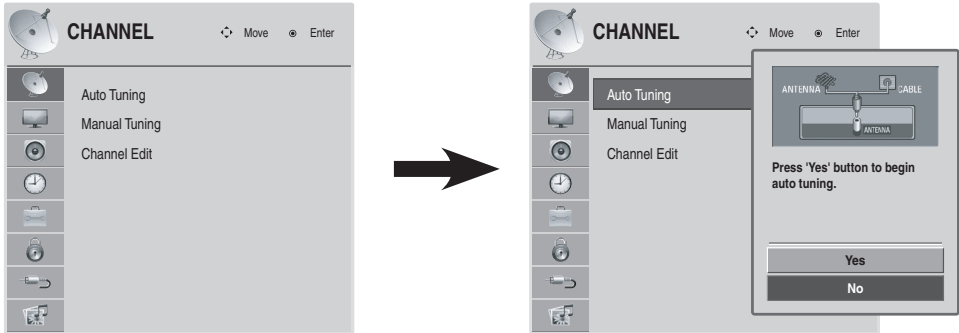 CHANNEL Move Enter
Auto Tuning
Manual Tuning
Channel Edit
CHANNEL Move Enter
Auto Tuning
Manual Tuning
Channel Edit
ANTENNA CABLE
ANTENNA
Press 'Yes' button to begin
auto tuning.
Yes
No